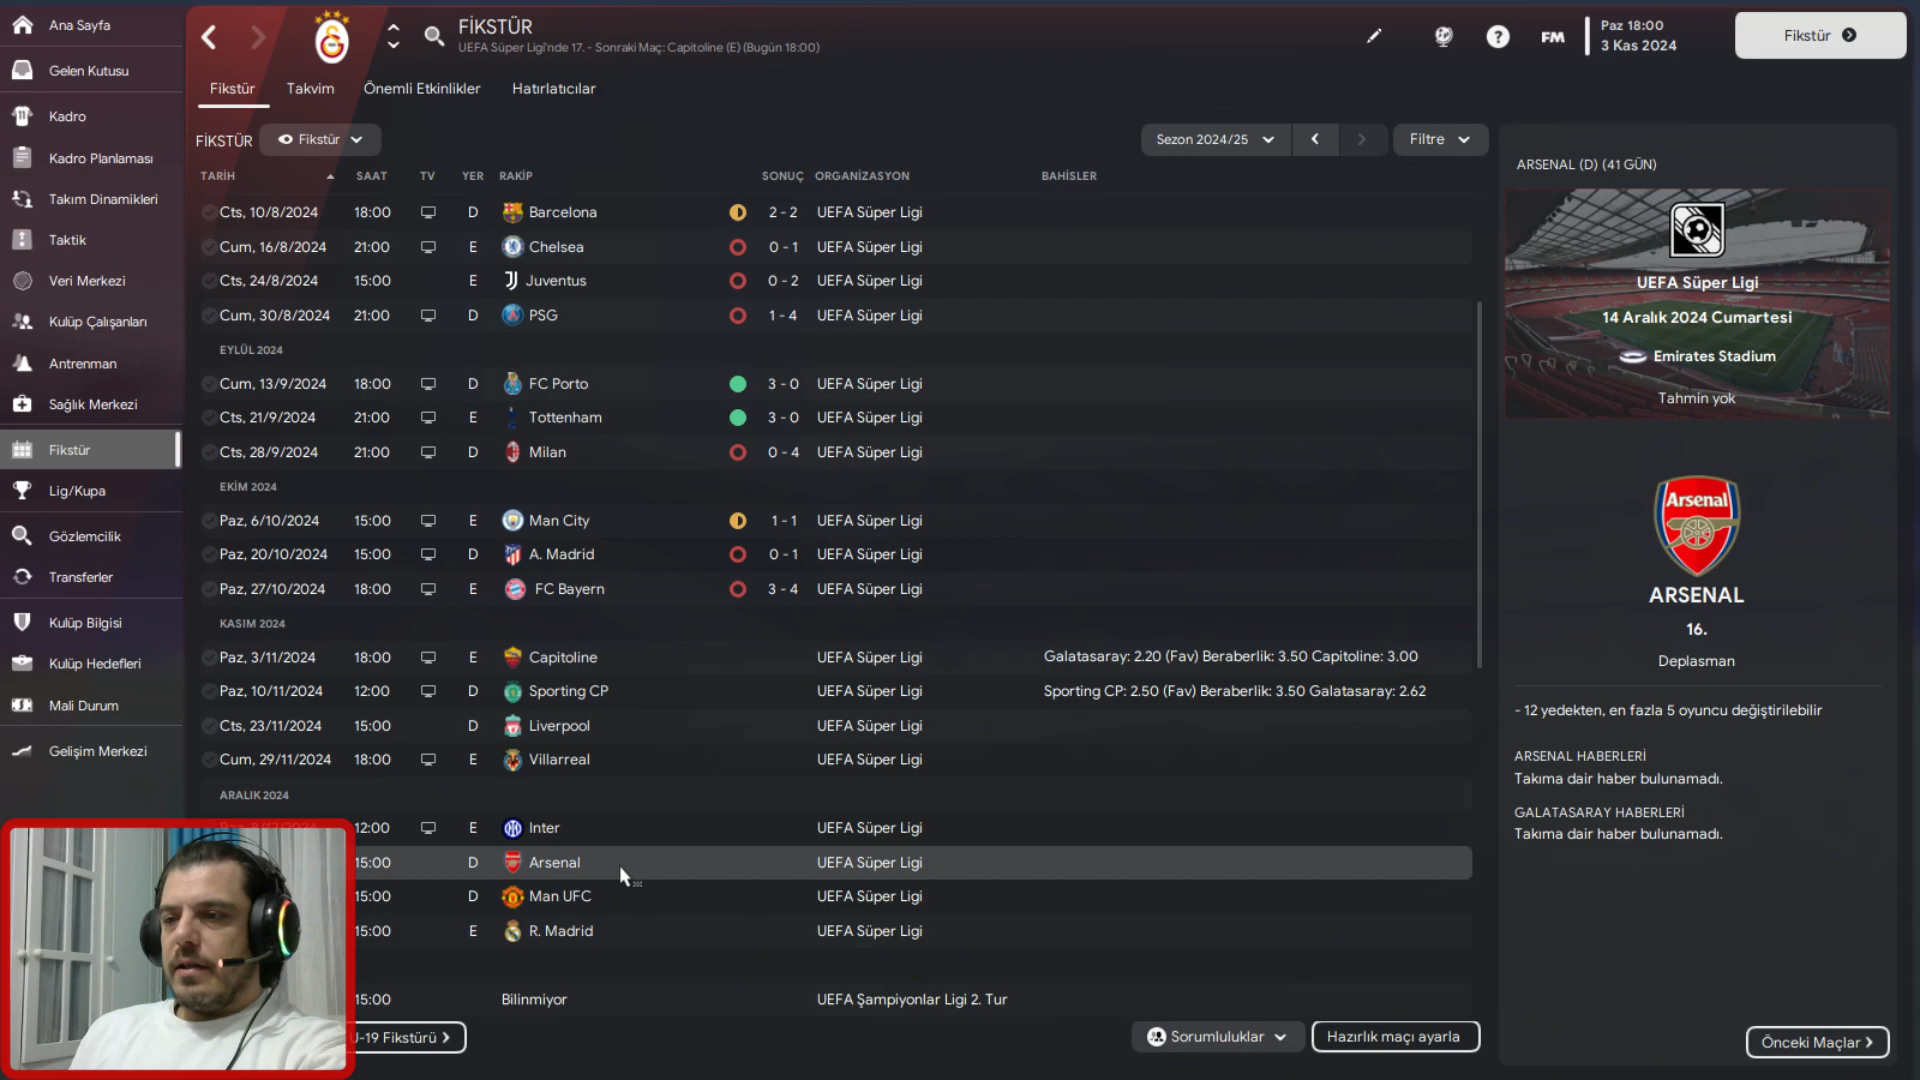 Ana Sayfa
Gelen Kutusu
Kadro
Kadro Planlaması
Takım Dinamikleri
Taktik
Veri Merkezi
Kulüp Çalışanları
Antrenman
Sağlık Merkezi
Fikstür
Lig/Kupa
Gözlemcilik
Transferler
Kulüp Bilgisi
Kulüp Hedefleri
Mali Durum
Gelişim Merkezi
FİKSTÜR
UEFA Süper Ligi'nde 17. - Sonraki Maç: Capitoline (E) (Bugün 18:00)
FM
Paz 18:00
3 Kas 2024
Fikstür
Fikstür Takvim Önemli Etkinlikler Hatırlatıcılar
FİKSTÜR Fikstür Sezon 2024/25 Filtre
TARİH SAAT TV YER RAKİP SONUÇ ORGANİZASYON BAHİSLER
Cts, 10/8/2024 18:00 D Barcelona 2 - 2 UEFA Süper Ligi
Cum, 16/8/2024 21:00 E Chelsea 0 - 1 UEFA Süper Ligi
Cts, 24/8/2024 15:00 E Juventus 0 - 2 UEFA Süper Ligi
Cum, 30/8/2024 21:00 D PSG 1 - 4 UEFA Süper Ligi
EYLÜL 2024
Cum, 13/9/2024 18:00 D FC Porto 3 - 0 UEFA Süper Ligi
Cts, 21/9/2024 21:00 E Tottenham 3 - 0 UEFA Süper Ligi
Cts, 28/9/2024 21:00 D Milan 0 - 4 UEFA Süper Ligi
EKİM 2024
Paz, 6/10/2024 15:00 E Man City 1 - 1 UEFA Süper Ligi
Paz, 20/10/2024 15:00 D A. Madrid 0 - 1 UEFA Süper Ligi
Paz, 27/10/2024 18:00 E FC Bayern 3 - 4 UEFA Süper Ligi
KASIM 2024
Paz, 3/11/2024 18:00 E Capitoline UEFA Süper Ligi Galatasaray: 2.20 (Fav) Beraberlik: 3.50 Capitoline: 3.00
Paz, 10/11/2024 12:00 D Sporting CP UEFA Süper Ligi Sporting CP: 2.50 (Fav) Beraberlik: 3.50 Galatasaray: 2.62
Cts, 23/11/2024 15:00 D Liverpool UEFA Süper Ligi
Cum, 29/11/2024 18:00 E Villarreal UEFA Süper Ligi
ARALIK 2024
Paz, 8/12/2024 12:00 E Inter UEFA Süper Ligi
15:00 D Arsenal UEFA Süper Ligi
15:00 D Man UFC UEFA Süper Ligi
15:00 E R. Madrid UEFA Süper Ligi
15:00 Bilinmiyor UEFA Şampiyonlar Ligi 2. Tur
U-19 Fikstürü Sorumluluklar Hazırlık maçı ayarla
ARSENAL (D) (41 GÜN)
UEFA Süper Ligi
14 Aralık 2024 Cumartesi
Emirates Stadium
Tahmin yok
Arsenal
ARSENAL
16.
Deplasman
- 12 yedekten, en fazla 5 oyuncu değiştirilebilir
ARSENAL HABERLERİ
Takıma dair haber bulunamadı.
GALATASARAY HABERLERİ
Takıma dair haber bulunamadı.
Önceki Maçlar